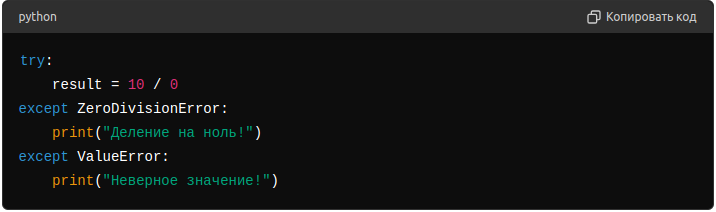 python Копировать код
try:
    result = 10 / 0
except ZeroDivisionError:
    print("Деление на ноль!")
except ValueError:
    print("Неверное значение!")